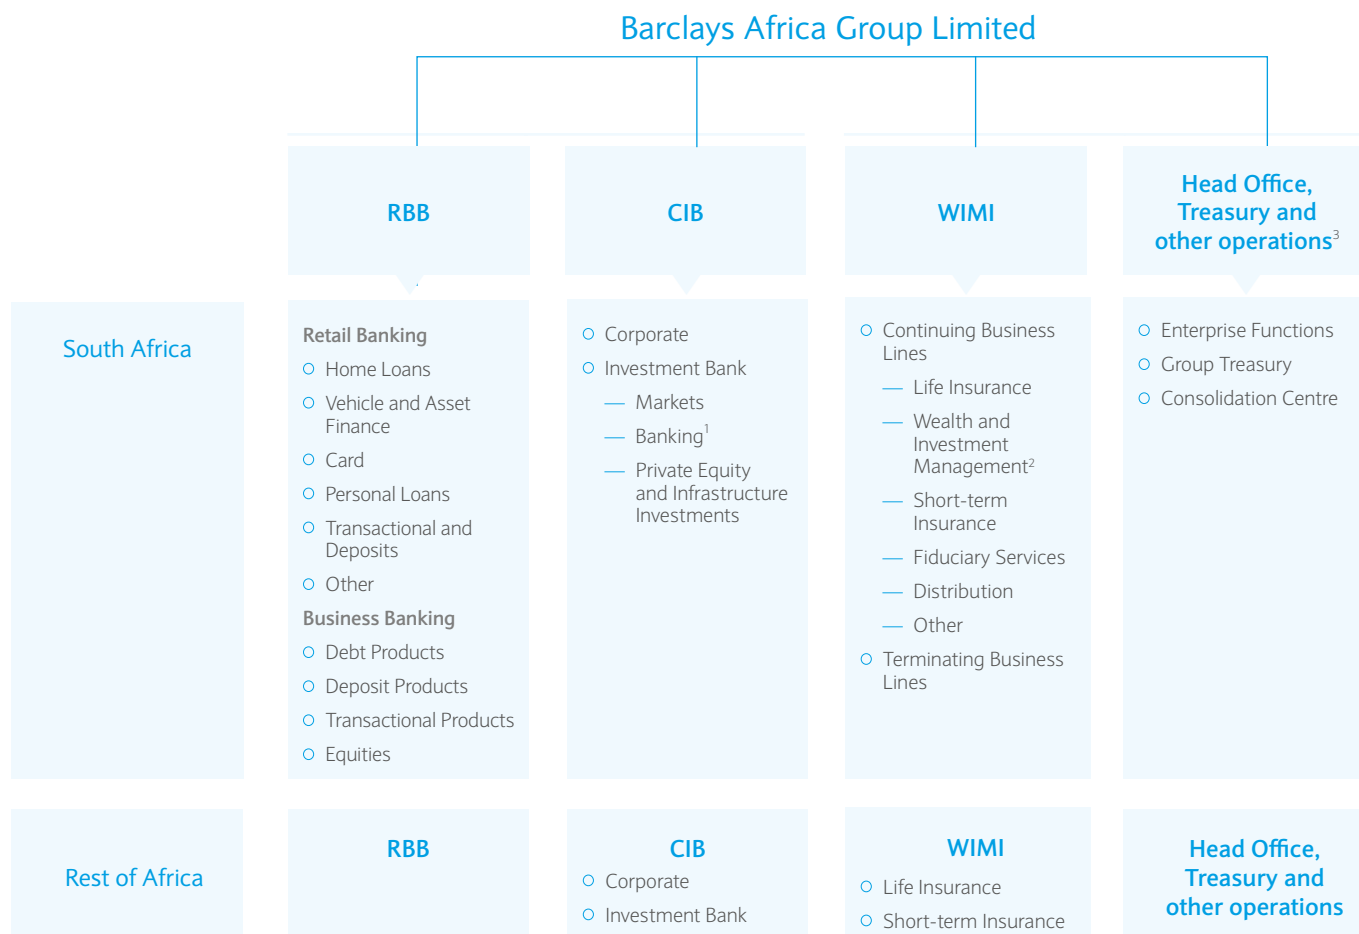 Barclays Africa Group Limited
RBB
CIB
WIMI
Head Office,
Treasury and
other operations³
South Africa
Retail Banking
Home Loans
Vehicle and Asset
Finance
Card
Personal Loans
Transactional and
Deposits
Other
Business Banking
Debt Products
Deposit Products
Transactional Products
Equities
Corporate
Investment Bank
— Markets
— Banking¹
— Private Equity
and Infrastructure
Investments
Continuing Business
Lines
— Life Insurance
— Wealth and
Investment
Management²
— Short-term
Insurance
— Fiduciary Services
— Distribution
— Other
Terminating Business
Lines
Enterprise Functions
Group Treasury
Consolidation Centre
Rest of Africa
RBB
CIB
Corporate
Investment Bank
WIMI
Life Insurance
Short-term Insurance
Head Office,
Treasury and
other operations